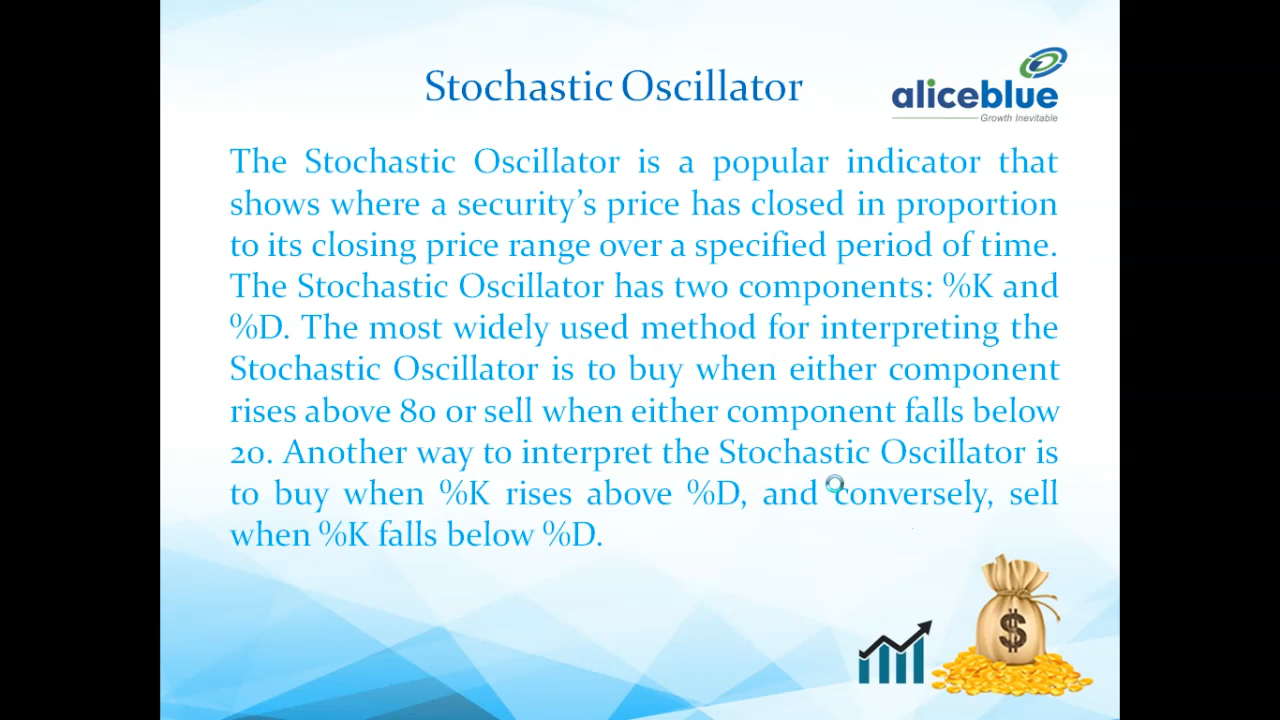 Stochastic Oscillator
aliceblue
Growth Inevitable
The Stochastic Oscillator is a popular indicator that
shows where a security’s price has closed in proportion
to its closing price range over a specified period of time.
The Stochastic Oscillator has two components: %K and
%D. The most widely used method for interpreting the
Stochastic Oscillator is to buy when either component
rises above 80 or sell when either component falls below
20. Another way to interpret the Stochastic Oscillator is
to buy when %K rises above %D, and conversely, sell
when %K falls below %D.
$